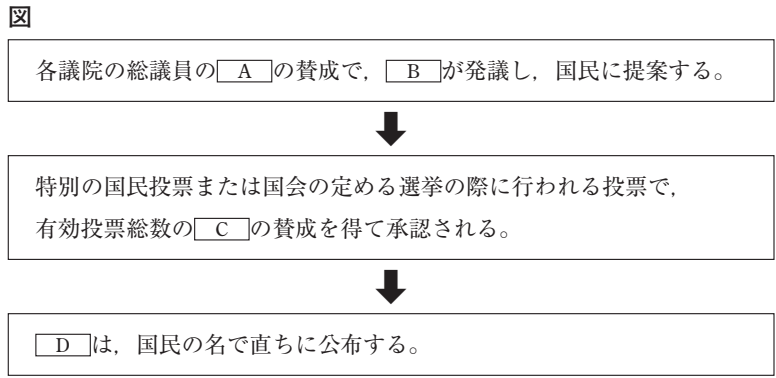 図
各議院の総議員の A の賛成で， B が発議し，国民に提案する。
特別の国民投票または国会の定める選挙の際に行われる投票で，
有効投票総数の C の賛成を得て承認される。
D は，国民の名で直ちに公布する。